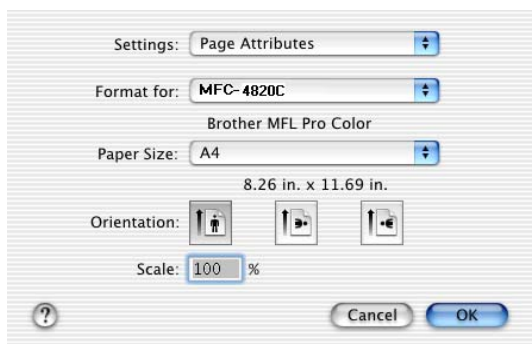 Settings: Page Attributes
Format for: MFC-4820C
Brother MFL Pro Color
Paper Size: A4
8.26 in. x 11.69 in.
Orientation:
Scale: 100 %
? Cancel OK